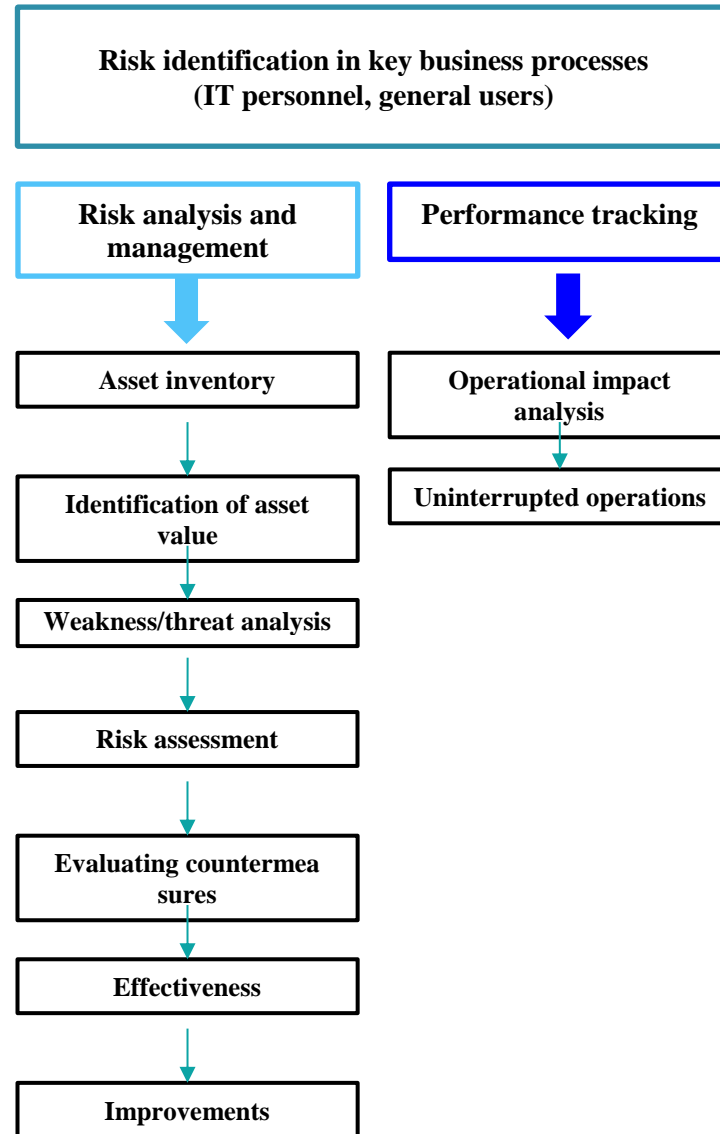 Risk identification in key business processes
(IT personnel, general users)
Risk analysis and
management
Performance tracking
Asset inventory
Operational impact
analysis
Identification of asset
value
Uninterrupted operations
Weakness/threat analysis
Risk assessment
Evaluating countermea
sures
Effectiveness
Improvements